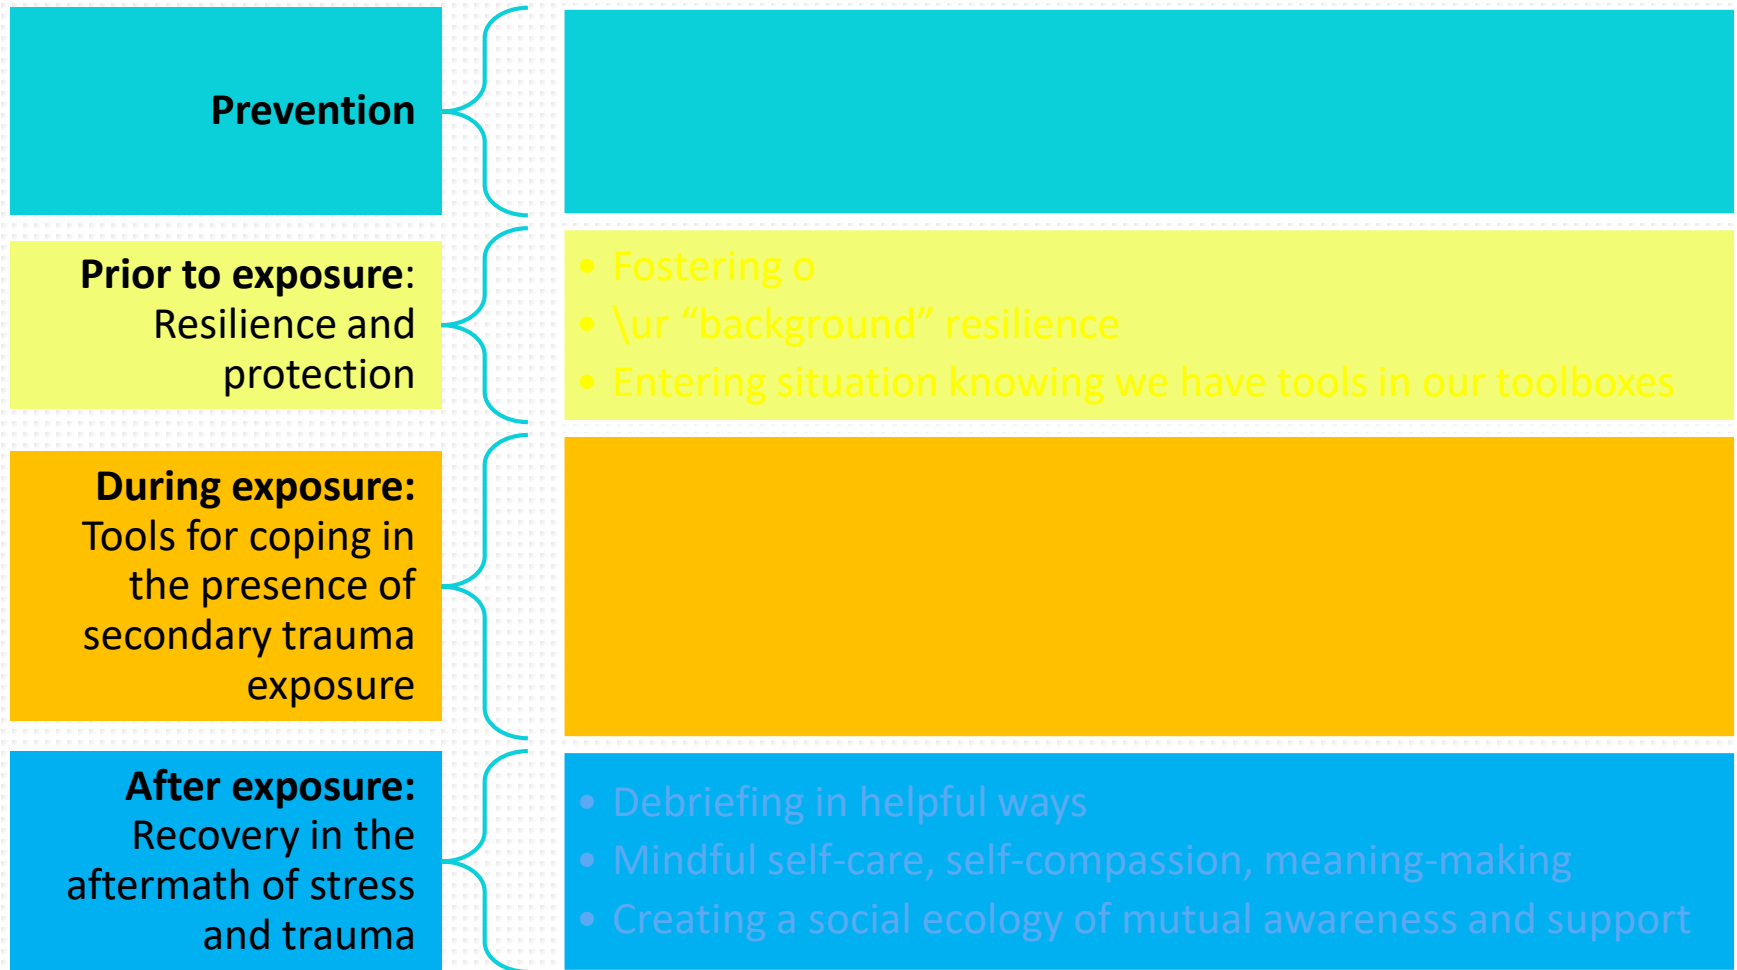 Prevention
Prior to exposure:
Resilience and
protection
• Fostering o
• \ur “background” resilience
• Entering situation knowing we have tools in our toolboxes
During exposure:
Tools for coping in
the presence of
secondary trauma
exposure
After exposure:
Recovery in the
aftermath of stress
and trauma
• Debriefing in helpful ways
• Mindful self-care, self-compassion, meaning-making
• Creating a social ecology of mutual awareness and support